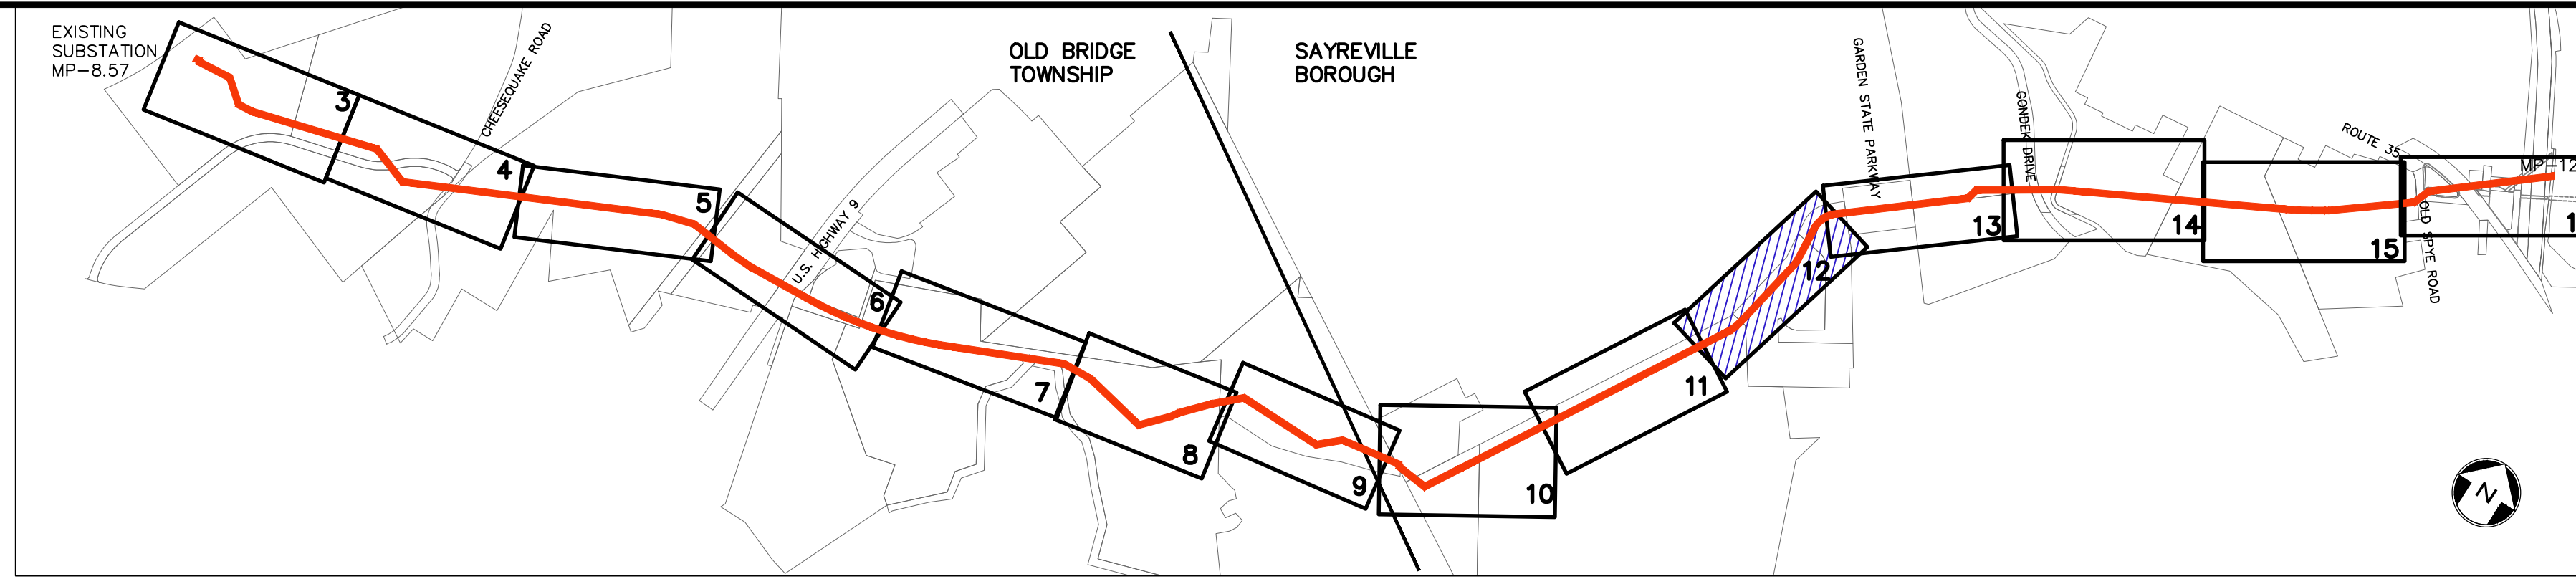 EXISTING
SUBSTATION
MP-8.57
CHEESEQUAKE ROAD
OLD BRIDGE
TOWNSHIP
SAYREVILLE
BOROUGH
GARDEN STATE PARKWAY
GONDEK DRIVE
ROUTE 35
MP-12
OLD SPYE ROAD
U.S. HIGHWAY 9
3
4
5
6
7
8
9
10
11
12
13
14
15
1
N